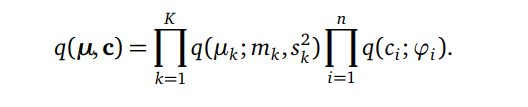 q(μ, c) = ∏_{k=1}^{K} q(μ_k; m_k, s_k^2) ∏_{i=1}^{n} q(c_i; φ_i).